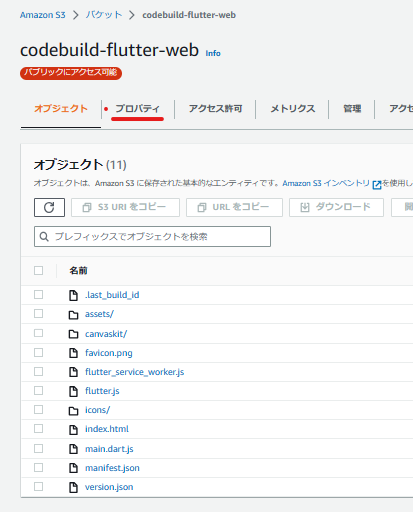 Amazon S3 > バケット > codebuild-flutter-web
codebuild-flutter-web Info
パブリックにアクセス可能
オブジェクト プロパティ アクセス許可 メトリクス 管理 アクセ
オブジェクト (11)
オブジェクトは、Amazon S3 に保存された基本的なエンティティです。Amazon S3 インベントリ を使用し
S3 URI をコピー URL をコピー ダウンロード 開
プレフィックスでオブジェクトを検索
名前
.last_build_id
assets/
canvaskit/
favicon.png
flutter_service_worker.js
flutter.js
icons/
index.html
main.dart.js
manifest.json
version.json